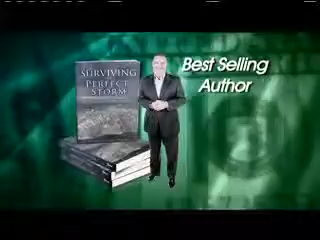 SURVIVING
PERFECT
STORM
Best Selling
Author